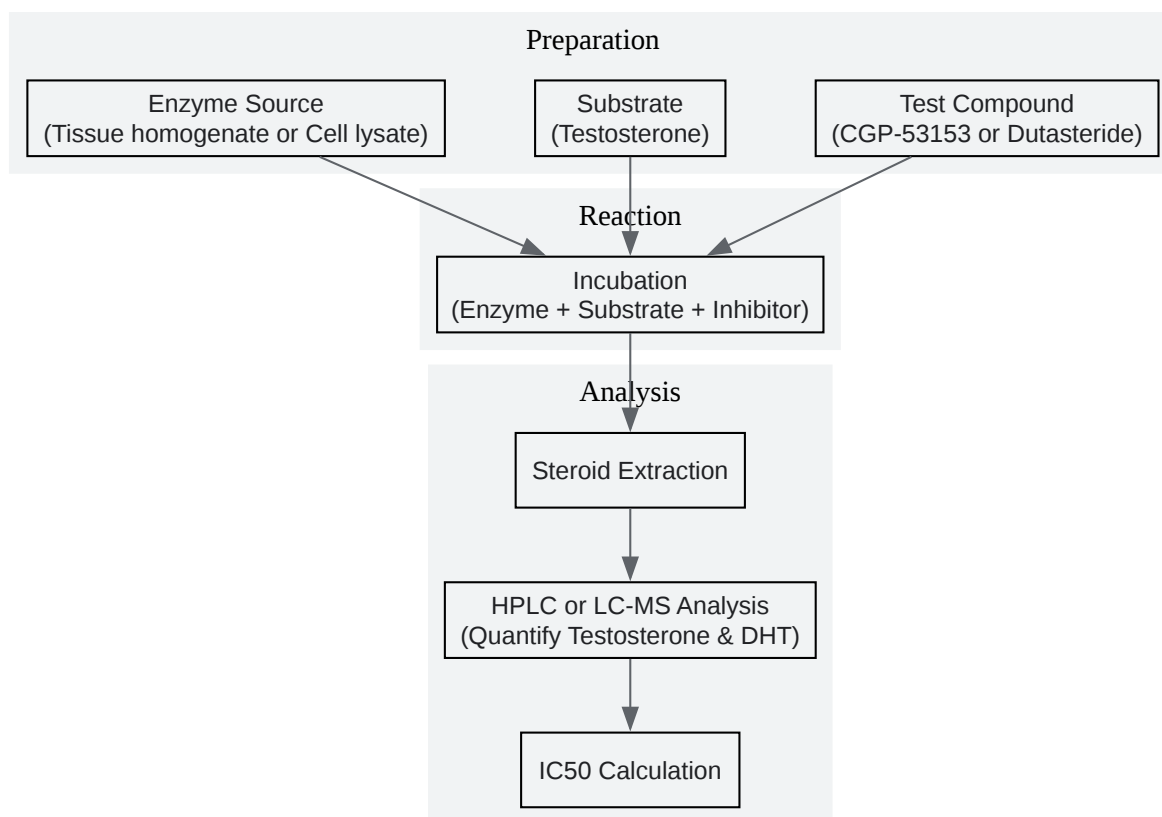 Preparation
Enzyme Source
(Tissue homogenate or Cell lysate)
Substrate
(Testosterone)
Test Compound
(CGP-53153 or Dutasteride)
Reaction
Incubation
(Enzyme + Substrate + Inhibitor)
Analysis
Steroid Extraction
HPLC or LC-MS Analysis
(Quantify Testosterone & DHT)
IC50 Calculation